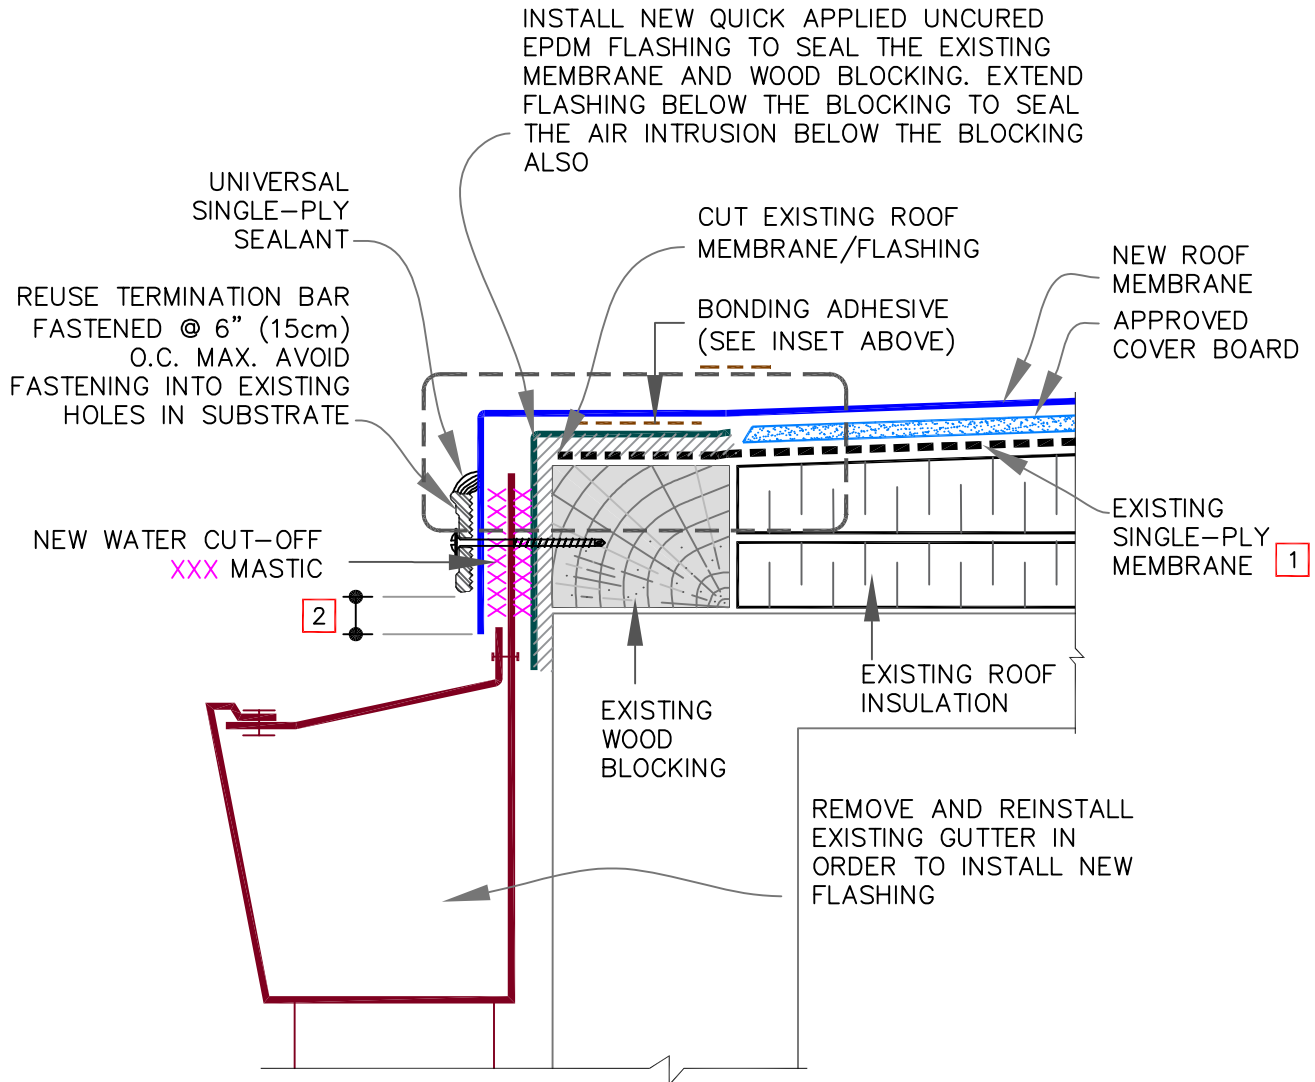 INSTALL NEW QUICK APPLIED UNCURED
EPDM FLASHING TO SEAL THE EXISTING
MEMBRANE AND WOOD BLOCKING. EXTEND
FLASHING BELOW THE BLOCKING TO SEAL
THE AIR INTRUSION BELOW THE BLOCKING
ALSO
UNIVERSAL
SINGLE-PLY
SEALANT
CUT EXISTING ROOF
MEMBRANE/FLASHING
NEW ROOF
MEMBRANE
REUSE TERMINATION BAR
FASTENED @ 6" (15cm)
O.C. MAX. AVOID
FASTENING INTO EXISTING
HOLES IN SUBSTRATE
BONDING ADHESIVE
(SEE INSET ABOVE)
APPROVED
COVER BOARD
NEW WATER CUT-OFF
XXX MASTIC
EXISTING
SINGLE-PLY
MEMBRANE 1
2
EXISTING ROOF
INSULATION
EXISTING
WOOD
BLOCKING
REMOVE AND REINSTALL
EXISTING GUTTER IN
ORDER TO INSTALL NEW
FLASHING